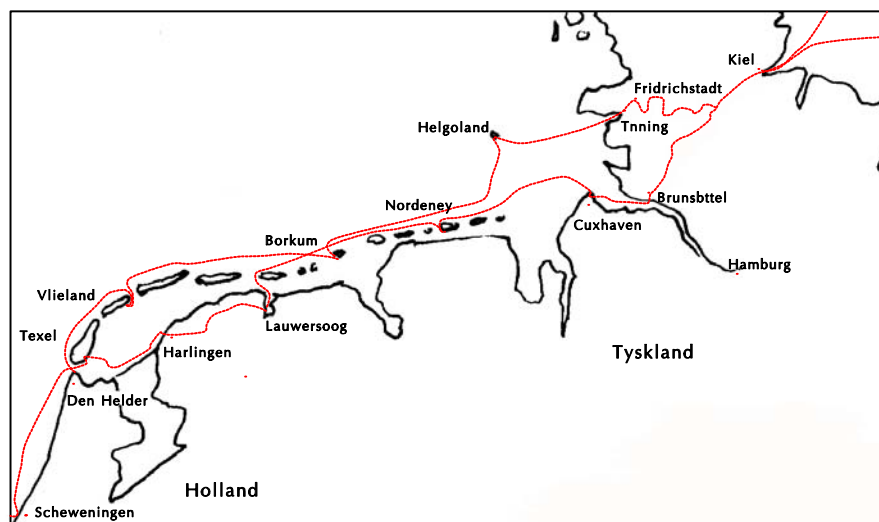 Kiel
Fridrichstadt
Tnning
Helgoland
Brunsbttel
Nordeney
Cuxhaven
Borkum
Hamburg
Vlieland
Lauwersoog
Texel
Harlingen
Tyskland
Den Helder
Holland
Scheweningen